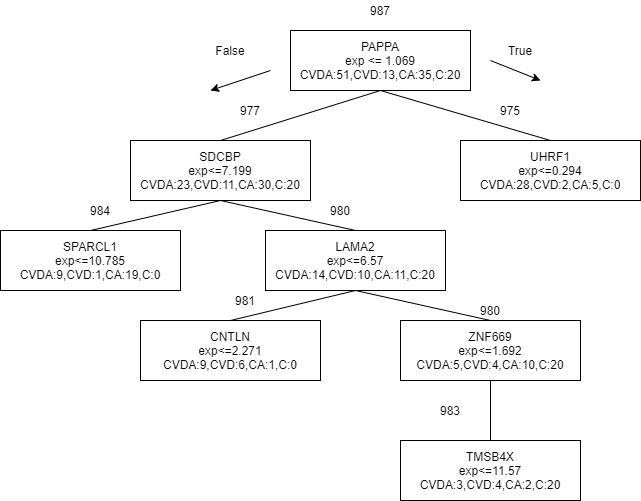 987
PAPPA
exp <= 1.069
CVDA:51,CVD:13,CA:35,C:20
False
True
977
975
SDCBP
exp<=7.199
CVDA:23,CVD:11,CA:30,C:20
UHRF1
exp<=0.294
CVDA:28,CVD:2,CA:5,C:0
984
980
SPARCL1
exp<=10.785
CVDA:9,CVD:1,CA:19,C:0
LAMA2
exp<=6.57
CVDA:14,CVD:10,CA:11,C:20
981
980
CNTLN
exp<=2.271
CVDA:9,CVD:6,CA:1,C:0
ZNF669
exp<=1.692
CVDA:5,CVD:4,CA:10,C:20
983
TMSB4X
exp<=11.57
CVDA:3,CVD:4,CA:2,C:20